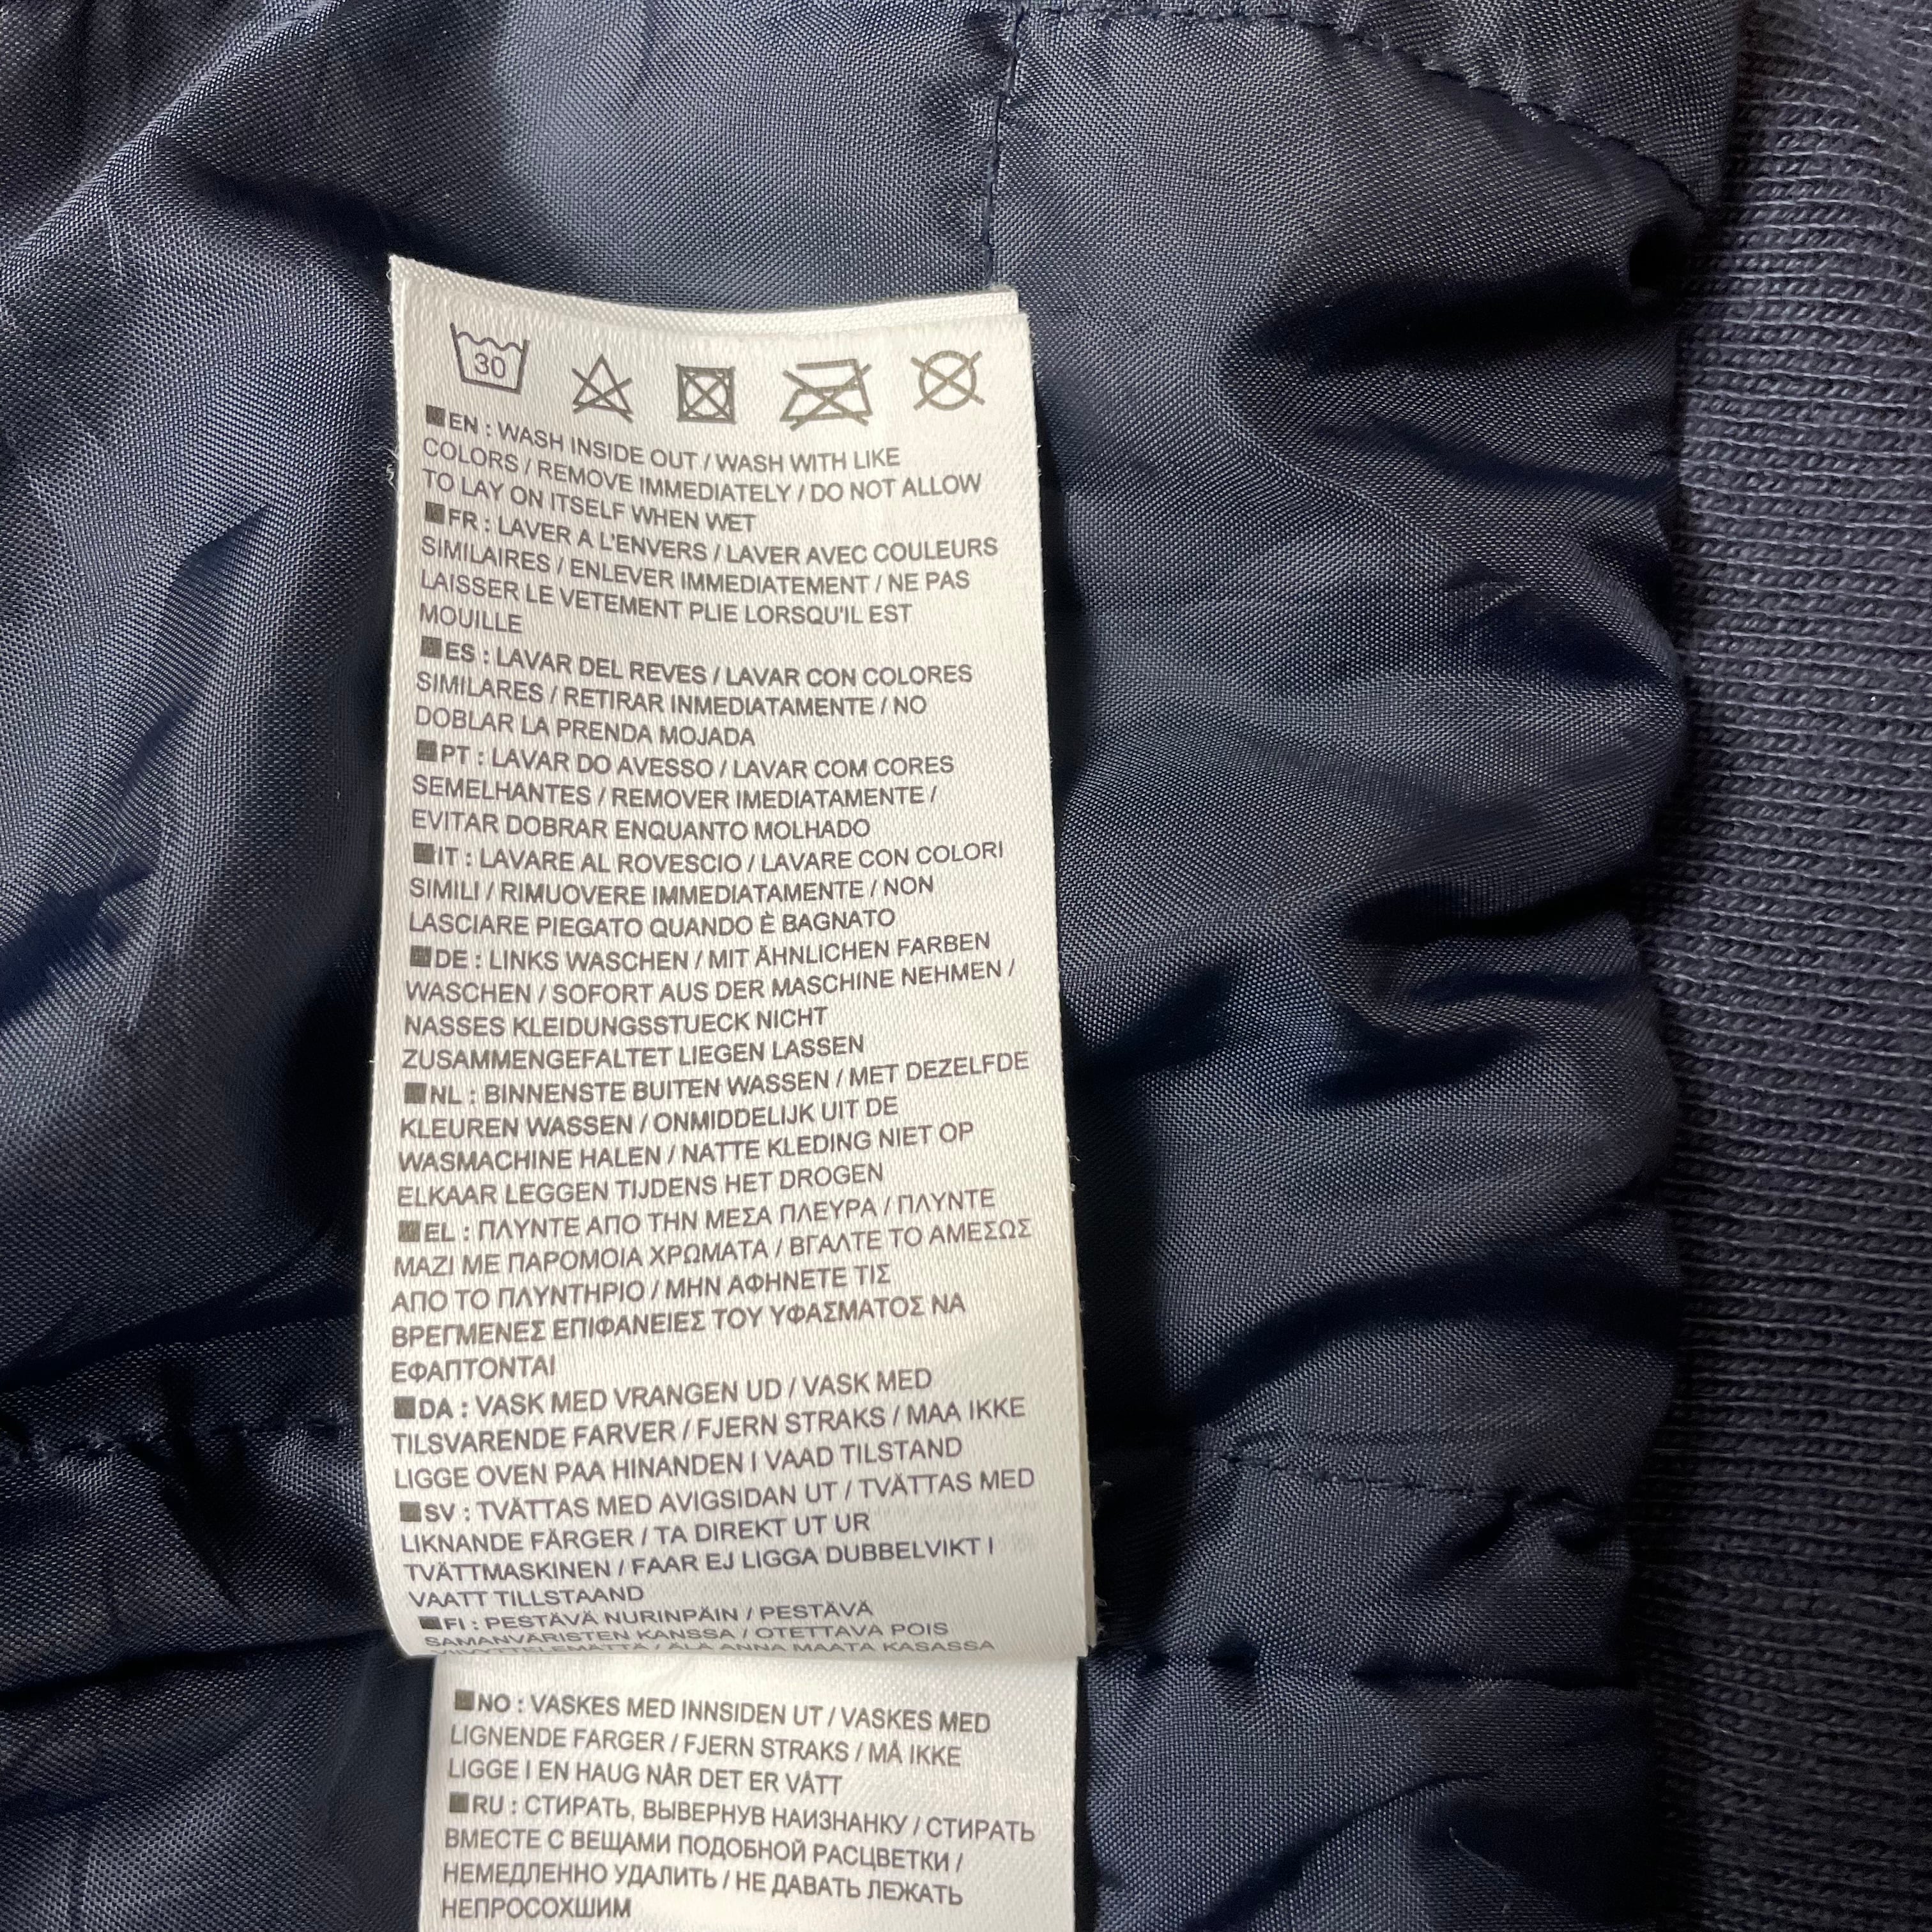 30
EN : WASH INSIDE OUT / WASH WITH LIKE
COLORS / REMOVE IMMEDIATELY / DO NOT ALLOW
TO LAY ON ITSELF WHEN WET
FR : LAVER A L'ENVERS / LAVER AVEC COULEURS
SIMILAIRES / ENLEVER IMMEDIATEMENT / NE PAS
LAISSER LE VETEMENT PLIE LORSQU'IL EST
MOUILLE
ES : LAVAR DEL REVES / LAVAR CON COLORES
SIMILARES / RETIRAR INMEDIATAMENTE / NO
DOBLAR LA PRENDA MOJADA
PT : LAVAR DO AVESSO / LAVAR COM CORES
SEMELHANTES / REMOVER IMEDIATAMENTE /
EVITAR DOBRAR ENQUANTO MOLHADO
IT : LAVARE AL ROVESCIO / LAVARE CON COLORI
SIMILI / RIMUOVERE IMMEDIATAMENTE / NON
LASCIARE PIEGATO QUANDO È BAGNATO
DE : LINKS WASCHEN / MIT ÄHNLICHEN FARBEN
WASCHEN / SOFORT AUS DER MASCHINE NEHMEN /
NASSES KLEIDUNGSSTUECK NICHT
ZUSAMMENGEFALTET LIEGEN LASSEN
NL : BINNENSTE BUITEN WASSEN / MET DEZELFDE
KLEUREN WASSEN / ONMIDDELIJK UIT DE
WASMACHINE HALEN / NATTE KLEDING NIET OP
ELKAAR LEGGEN TIJDENS HET DROGEN
EL : ΠΛΥΝΤΕ ΑΠΟ ΤΗΝ ΜΕΣΑ ΠΛΕΥΡΑ / ΠΛΥΝΤΕ
ΜΑΖΙ ΜΕ ΠΑΡΟΜΟΙΑ ΧΡΩΜΑΤΑ / ΒΓΑΛΤΕ ΤΟ ΑΜΕΣΩΣ
ΑΠΟ ΤΟ ΠΛΥΝΤΗΡΙΟ / ΜΗΝ ΑΦΗΝΕΤΕ ΤΙΣ
ΒΡΕΓΜΕΝΕΣ ΕΠΙΦΑΝΕΙΕΣ ΤΟΥ ΥΦΑΣΜΑΤΟΣ ΝΑ
ΕΦΑΠΤΟΝΤΑΙ
DA : VASK MED VRANGEN UD / VASK MED
TILSVARENDE FARVER / FJERN STRAKS / MAA IKKE
LIGGE OVEN PAA HINANDEN I VAAD TILSTAND
SV : TVÄTTAS MED AVIGSIDAN UT / TVÄTTAS MED
LIKNANDE FÄRGER / TA DIREKT UT UR
TVÄTTMASKINEN / FAAR EJ LIGGA DUBBELVIKT I
VAATT TILLSTAAND
FI : PESTÄVÄ NURINPÄIN / PESTÄVÄ
SAMANVÄRISTEN KANSSA / OTETTAVA POIS
VIIVYTTELEMÄTTÄ / ÄLÄ ANNA MAATA KASASSA
NO : VASKES MED INNSIDEN UT / VASKES MED
LIGNENDE FARGER / FJERN STRAKS / MÅ IKKE
LIGGE I EN HAUG NÅR DET ER VÅTT
RU : СТИРАТЬ, ВЫВЕРНУВ НАИЗНАНКУ / СТИРАТЬ
ВМЕСТЕ С ВЕЩАМИ ПОДОБНОЙ РАСЦВЕТКИ /
НЕМЕДЛЕННО УДАЛИТЬ / НЕ ДАВАТЬ ЛЕЖАТЬ
НЕПРОСОХШИМ